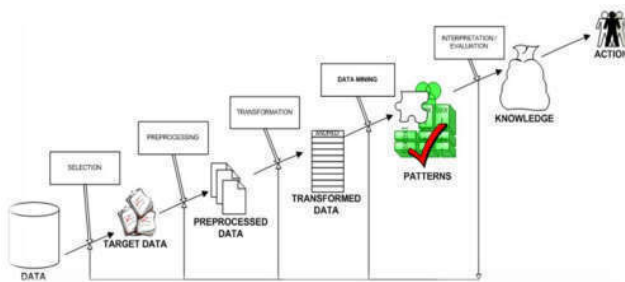 INTERPRETATION /
EVALUATION
ACTION
DATA MINING
KNOWLEDGE
TRANSFORMATION
PATTERNS
PREPROCESSING
TRANSFORMED
DATA
SELECTION
PREPROCESSED
DATA
TARGET DATA
DATA